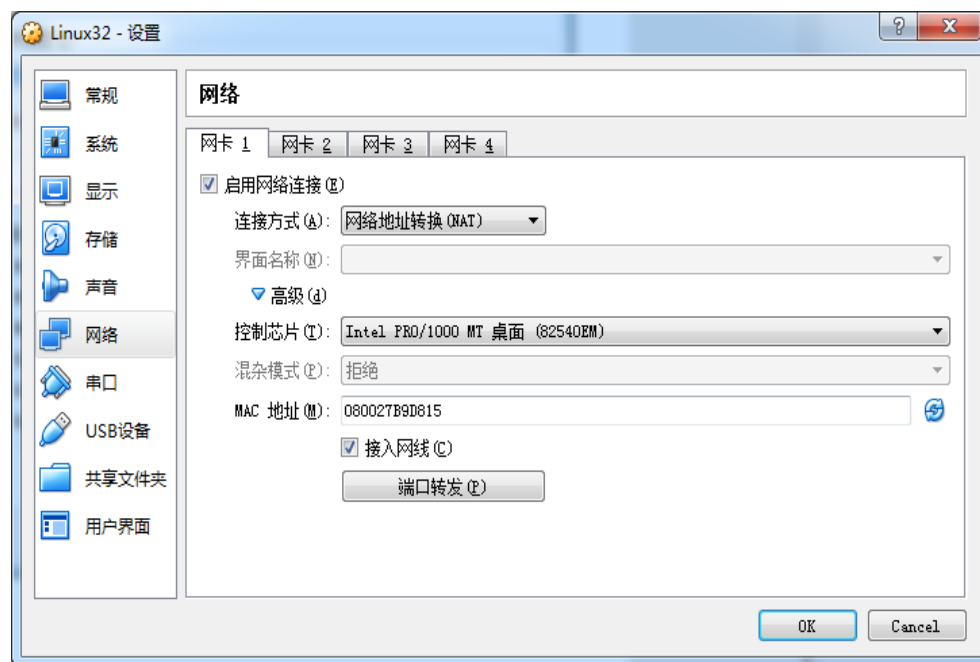 Linux32 - 设置
常规
系统
显示
存储
声音
网络
串口
USB设备
共享文件夹
用户界面
网络
网卡 1 网卡 2 网卡 3 网卡 4
启用网络连接(E)
连接方式(A): 网络地址转换(NAT)
界面名称(N):
高级(d)
控制芯片(T): Intel PRO/1000 MT 桌面 (82540EM)
混杂模式(P): 拒绝
MAC 地址(M): 080027B9D815
接入网线(C)
端口转发(P)
OK Cancel